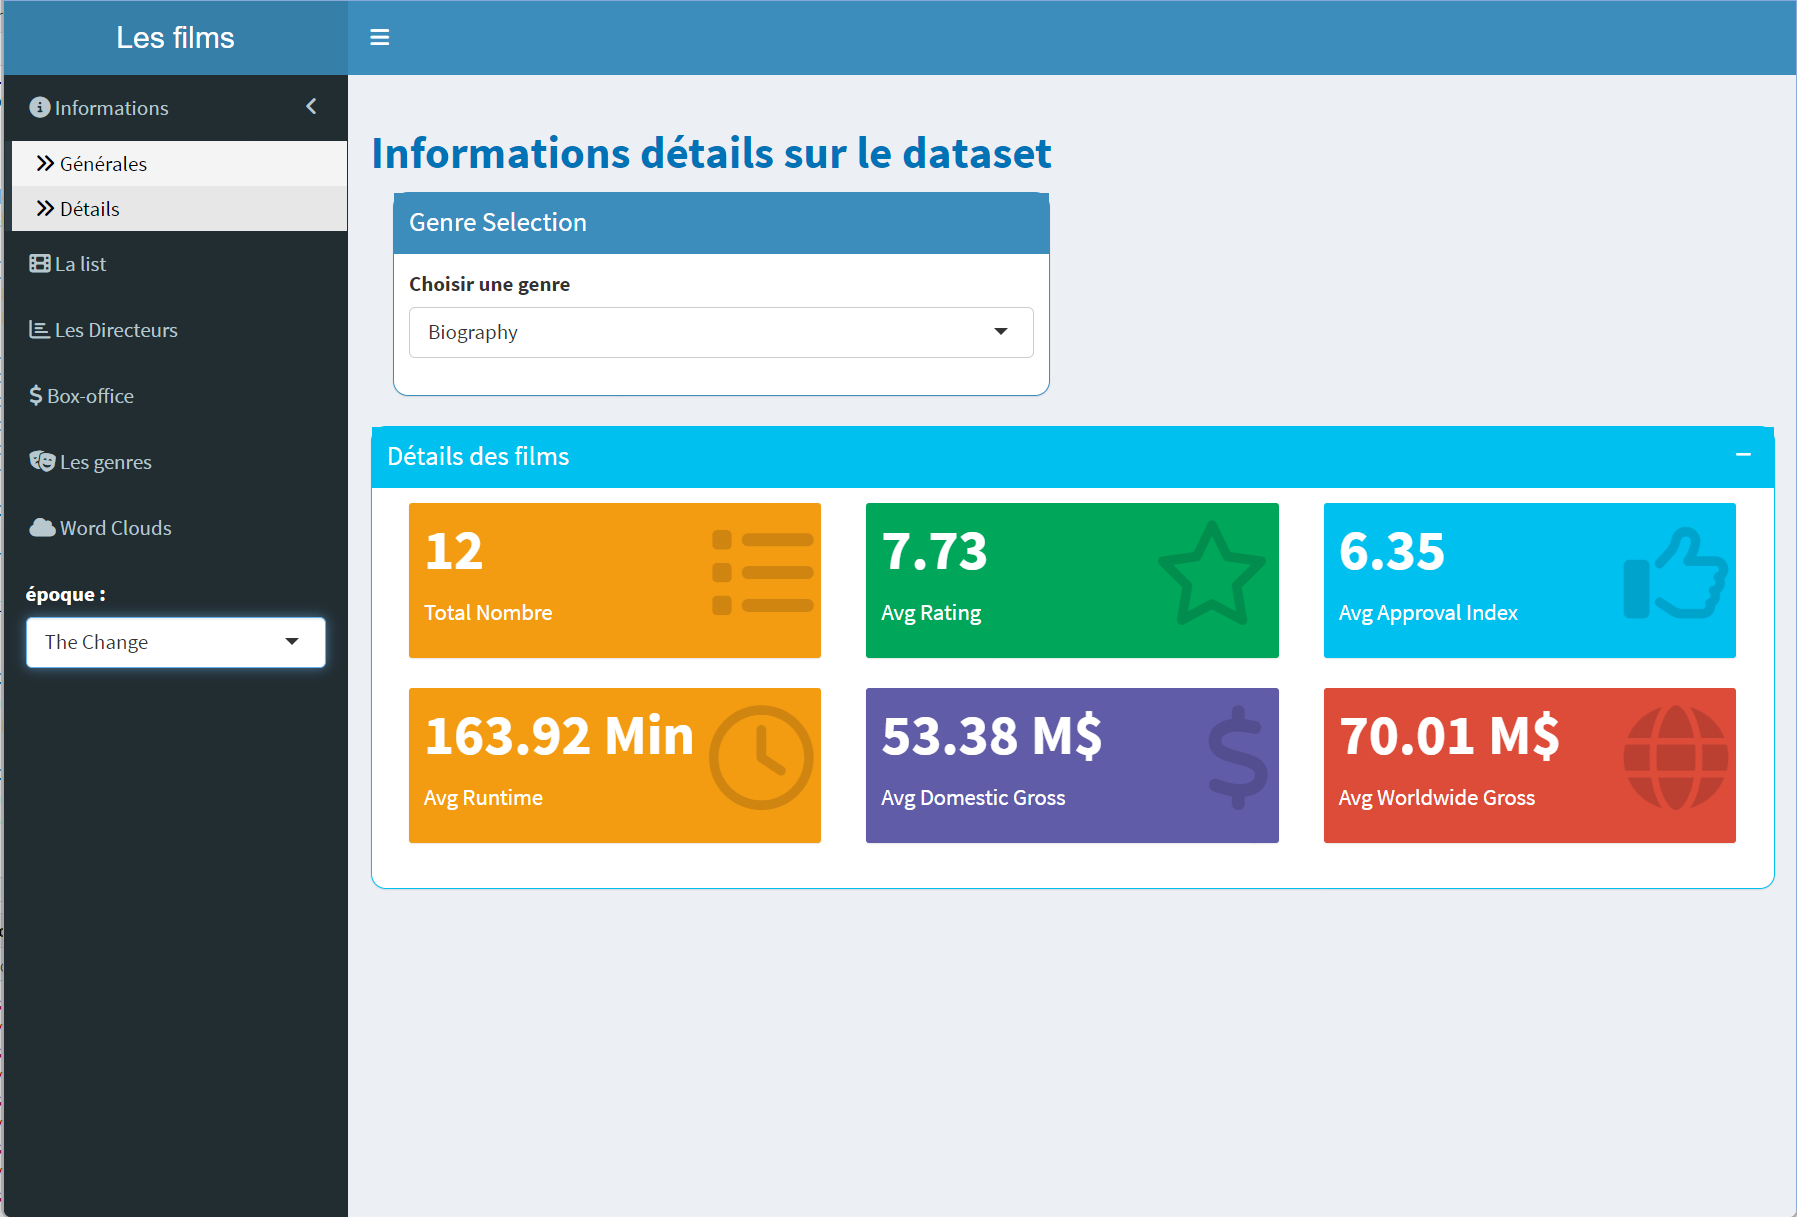 Les films
Informations
Générales
Détails
La list
Les Directeurs
Box-office
Les genres
Word Clouds
époque :
The Change
Informations détails sur le dataset
Genre Selection
Choisir une genre
Biography
Détails des films
12
Total Nombre
7.73
Avg Rating
6.35
Avg Approval Index
163.92 Min
Avg Runtime
53.38 M$
Avg Domestic Gross
70.01 M$
Avg Worldwide Gross